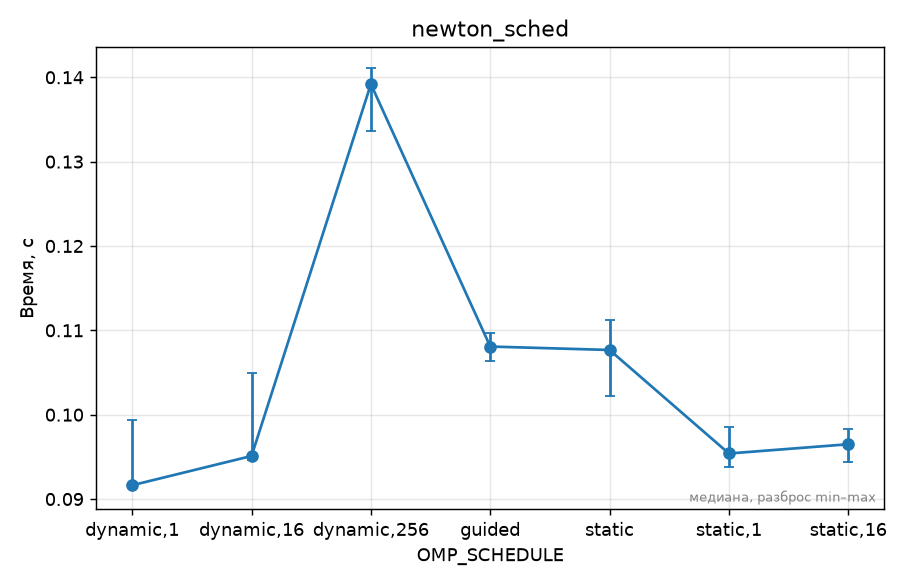 newton_sched
Время, с
0.14
0.13
0.12
0.11
0.10
0.09
медиана, разброс min–max
dynamic,1 dynamic,16 dynamic,256 guided static static,1 static,16
OMP_SCHEDULE